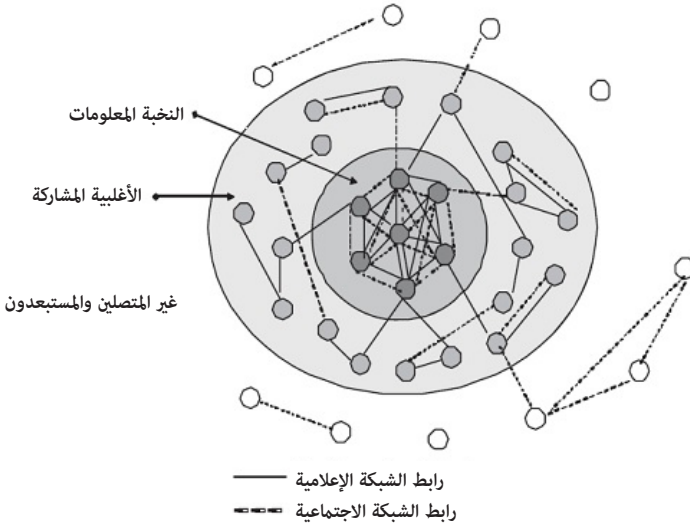 النخبة المعلومات
الأغلبية المشاركة
غير المتصلين والمستبعدون
رابط الشبكة الإعلامية
رابط الشبكة الاجتماعية